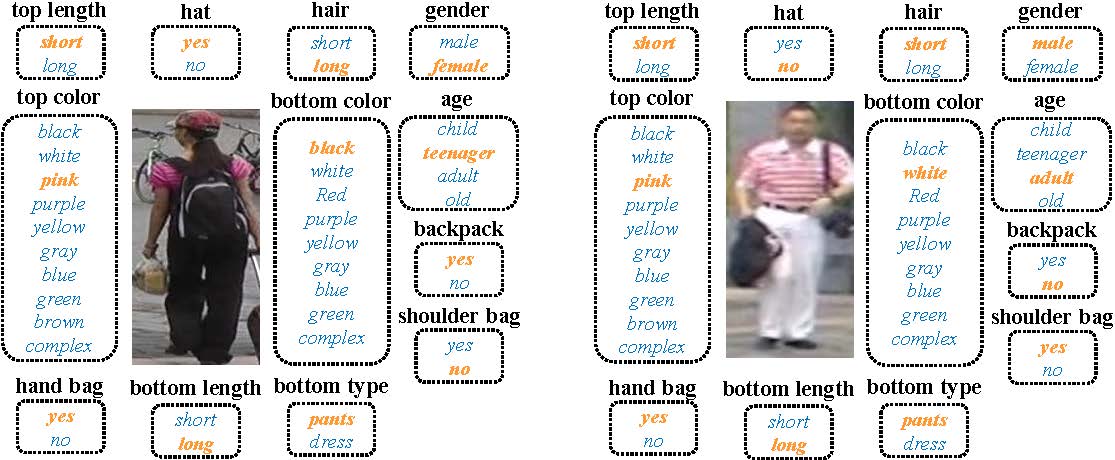 top length
short
long
hat
yes
no
hair
short
long
gender
male
female
top color
black
white
pink
purple
yellow
gray
blue
green
brown
complex
bottom color
black
white
Red
purple
yellow
gray
blue
green
complex
age
child
teenager
adult
old
backpack
yes
no
shoulder bag
yes
no
hand bag
yes
no
bottom length
short
long
bottom type
pants
dress
top length
short
long
hat
yes
no
hair
short
long
gender
male
female
top color
black
white
pink
purple
yellow
gray
blue
green
brown
complex
bottom color
black
white
Red
purple
yellow
gray
blue
green
complex
age
child
teenager
adult
old
backpack
yes
no
shoulder bag
yes
no
hand bag
yes
no
bottom length
short
long
bottom type
pants
dress